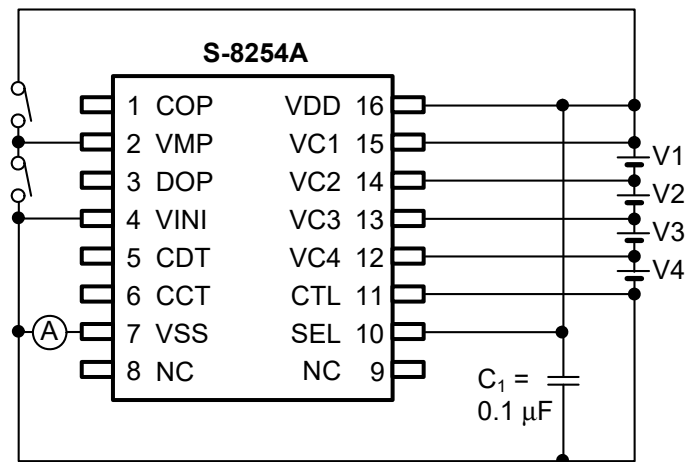 S-8254A
1 COP VDD 16
2 VMP VC1 15
3 DOP VC2 14
4 VINI VC3 13
5 CDT VC4 12
6 CCT CTL 11
7 VSS SEL 10
8 NC NC 9
A
V1
V2
V3
V4
C₁ =
0.1 μF